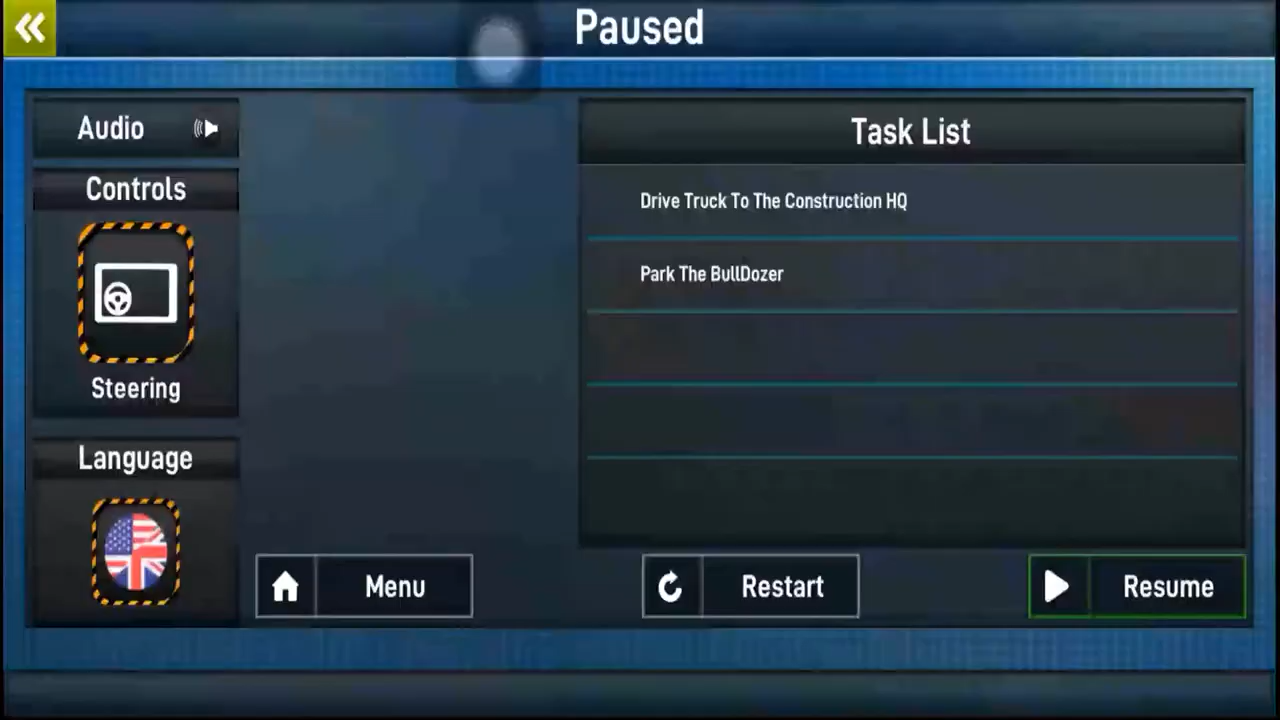 Paused
Audio
Controls
Steering
Language
Task List
Drive Truck To The Construction HQ
Park The BullDozer
Menu
Restart
Resume